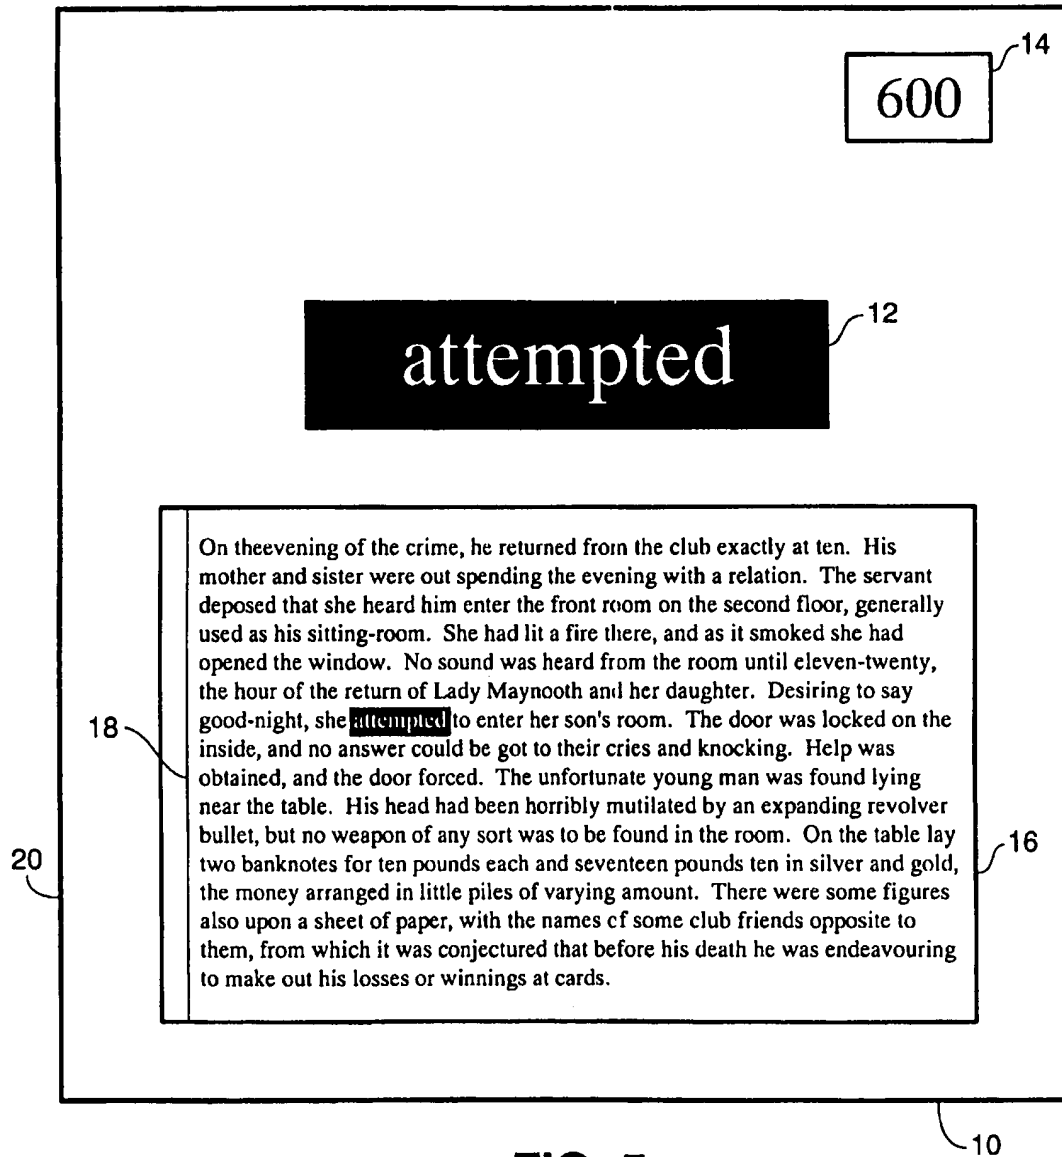 14
600
12
attempted
On theevening of the crime, he returned from the club exactly at ten. His
mother and sister were out spending the evening with a relation. The servant
deposed that she heard him enter the front room on the second floor, generally
used as his sitting-room. She had lit a fire there, and as it smoked she had
opened the window. No sound was heard from the room until eleven-twenty,
the hour of the return of Lady Maynooth and her daughter. Desiring to say
good-night, she attempted to enter her son's room. The door was locked on the
18
inside, and no answer could be got to their cries and knocking. Help was
obtained, and the door forced. The unfortunate young man was found lying
near the table. His head had been horribly mutilated by an expanding revolver
bullet, but no weapon of any sort was to be found in the room. On the table lay
16
20
two banknotes for ten pounds each and seventeen pounds ten in silver and gold,
the money arranged in little piles of varying amount. There were some figures
also upon a sheet of paper, with the names cf some club friends opposite to
them, from which it was conjectured that before his death he was endeavouring
to make out his losses or winnings at cards.
10